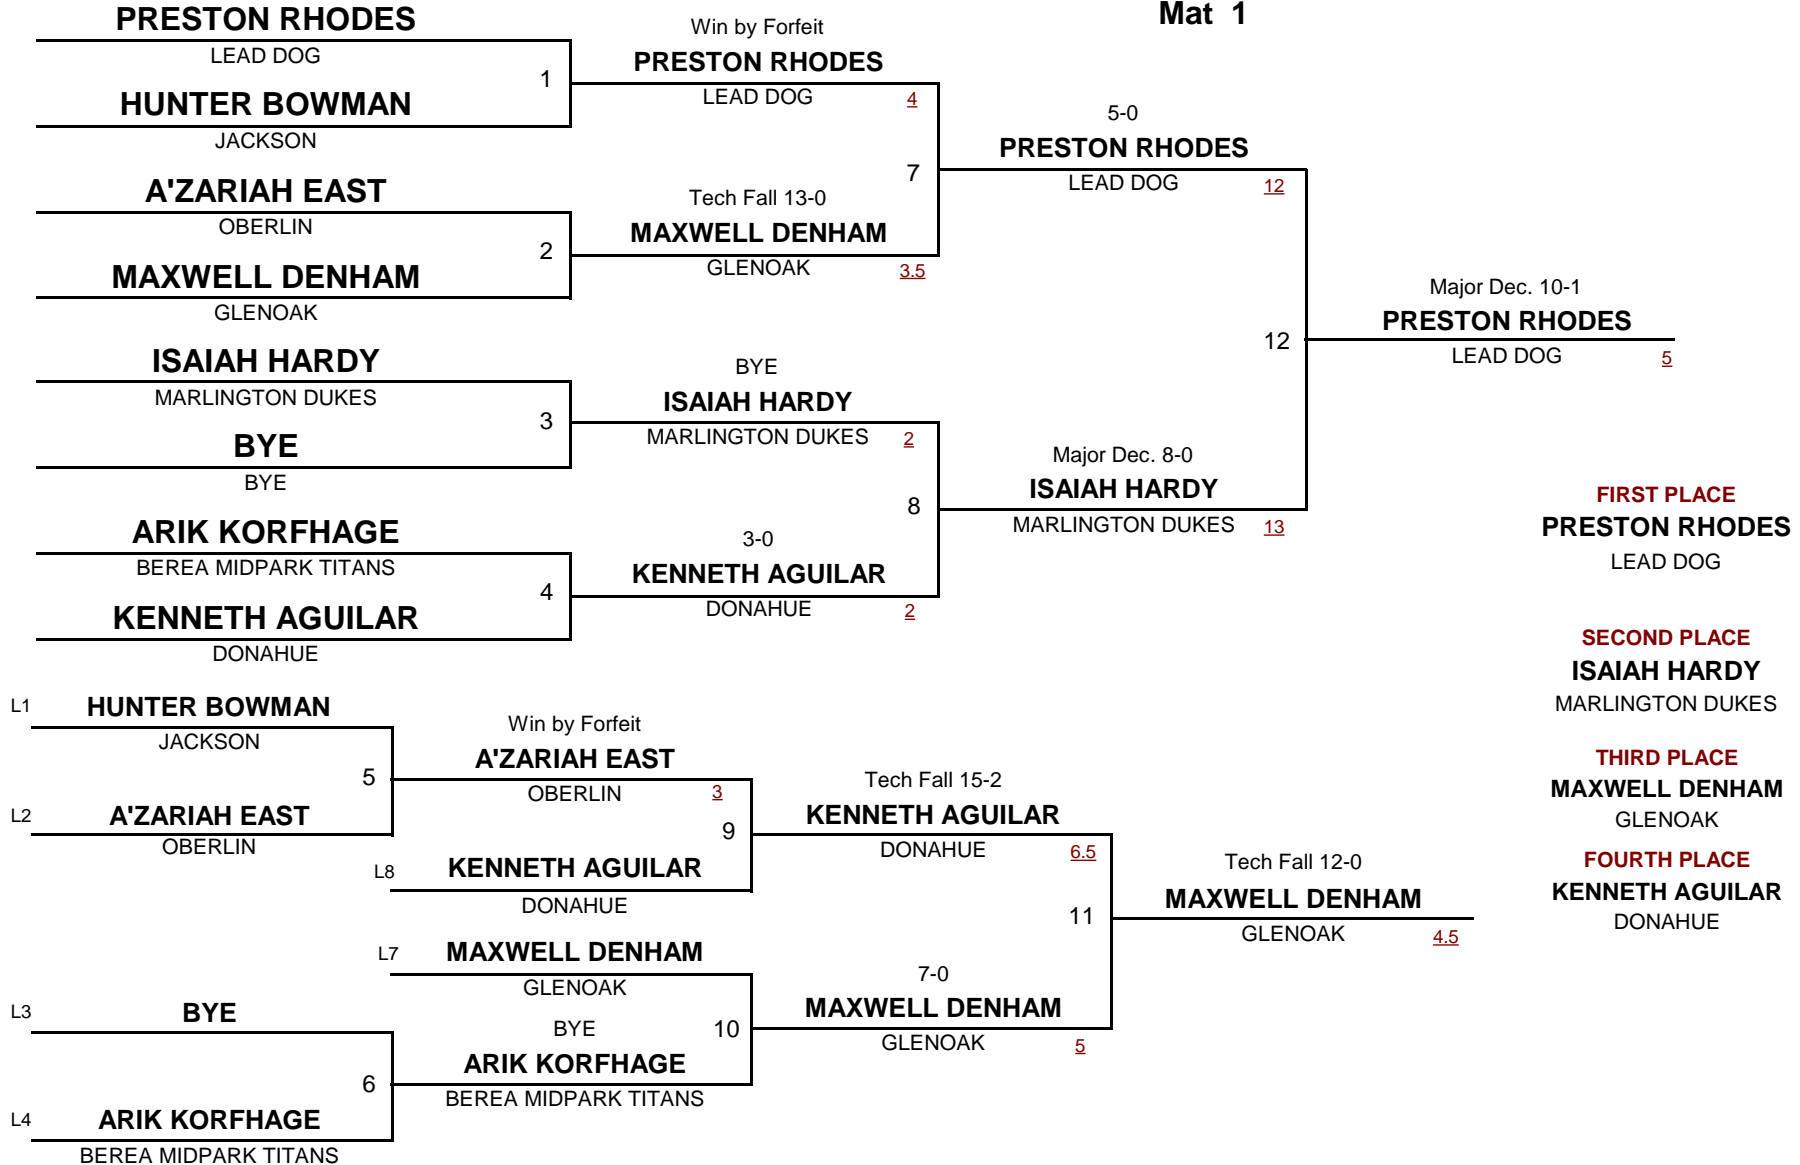 Mat 1
PRESTON RHODES
LEAD DOG
1
HUNTER BOWMAN
JACKSON
A'ZARIAH EAST
OBERLIN
2
MAXWELL DENHAM
GLENOAK
ISAIAH HARDY
MARLINGTON DUKES
3
BYE
BYE
ARIK KORFHAGE
BEREA MIDPARK TITANS
4
KENNETH AGUILAR
DONAHUE
Win by Forfeit
PRESTON RHODES
LEAD DOG 4
7
Tech Fall 13-0
MAXWELL DENHAM
GLENOAK 3.5
BYE
ISAIAH HARDY
MARLINGTON DUKES 2
8
3-0
KENNETH AGUILAR
DONAHUE 2
5-0
PRESTON RHODES
LEAD DOG 12
12
Major Dec. 8-0
ISAIAH HARDY
MARLINGTON DUKES 13
Major Dec. 10-1
PRESTON RHODES
LEAD DOG 5
FIRST PLACE
PRESTON RHODES
LEAD DOG
SECOND PLACE
ISAIAH HARDY
MARLINGTON DUKES
THIRD PLACE
MAXWELL DENHAM
GLENOAK
FOURTH PLACE
KENNETH AGUILAR
DONAHUE
L1 HUNTER BOWMAN
JACKSON
5
L2 A'ZARIAH EAST
OBERLIN
L3 BYE
6
L4 ARIK KORFHAGE
BEREA MIDPARK TITANS
Win by Forfeit
A'ZARIAH EAST
OBERLIN 3
9
L8 KENNETH AGUILAR
DONAHUE
L7 MAXWELL DENHAM
GLENOAK
BYE 10
ARIK KORFHAGE
BEREA MIDPARK TITANS
Tech Fall 15-2
KENNETH AGUILAR
DONAHUE 6.5
11
7-0
MAXWELL DENHAM
GLENOAK 5
Tech Fall 12-0
MAXWELL DENHAM
GLENOAK 4.5